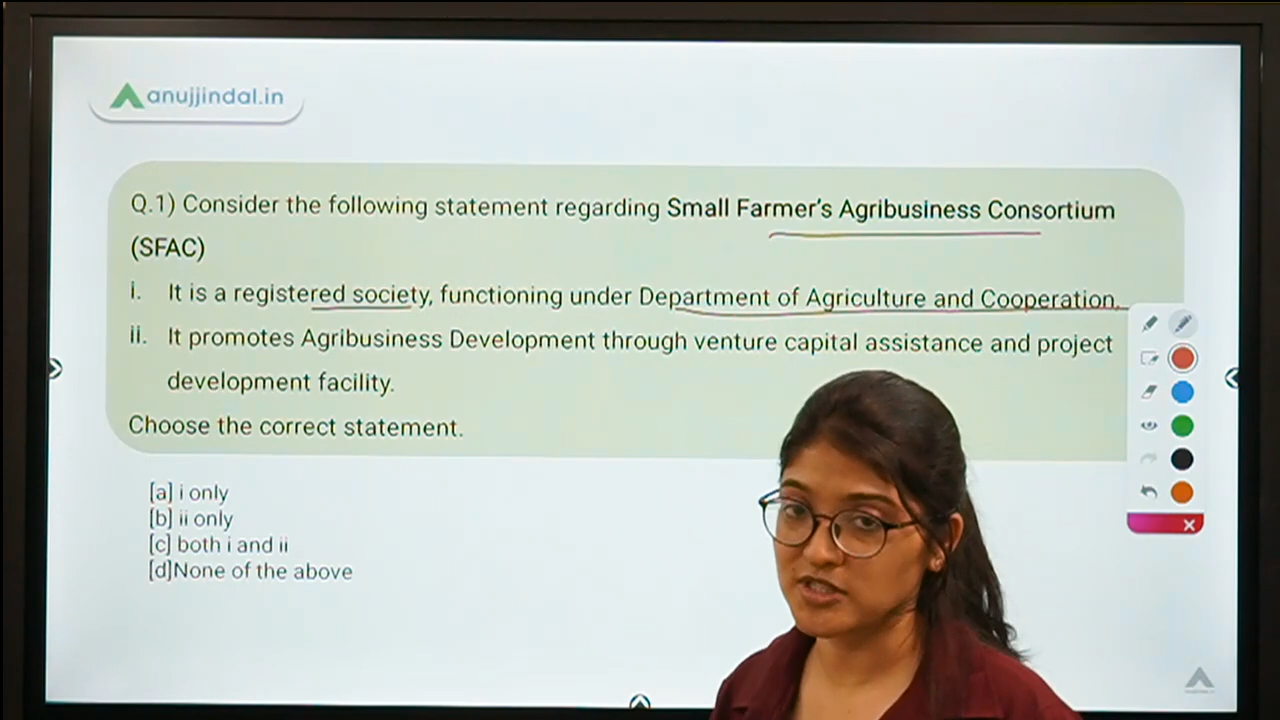 anujjindal.in
Q.1) Consider the following statement regarding Small Farmer's Agribusiness Consortium
(SFAC)
i. It is a registered society, functioning under Department of Agriculture and Cooperation.
ii. It promotes Agribusiness Development through venture capital assistance and project
development facility.
Choose the correct statement.
[a] i only
[b] ii only
[c] both i and ii
[d]None of the above